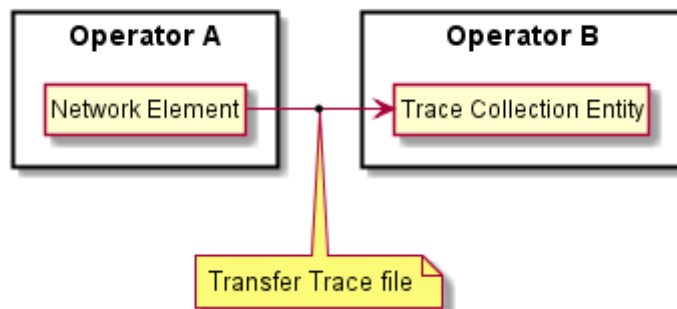 Operator A
Operator B
Network Element
Trace Collection Entity
Transfer Trace file